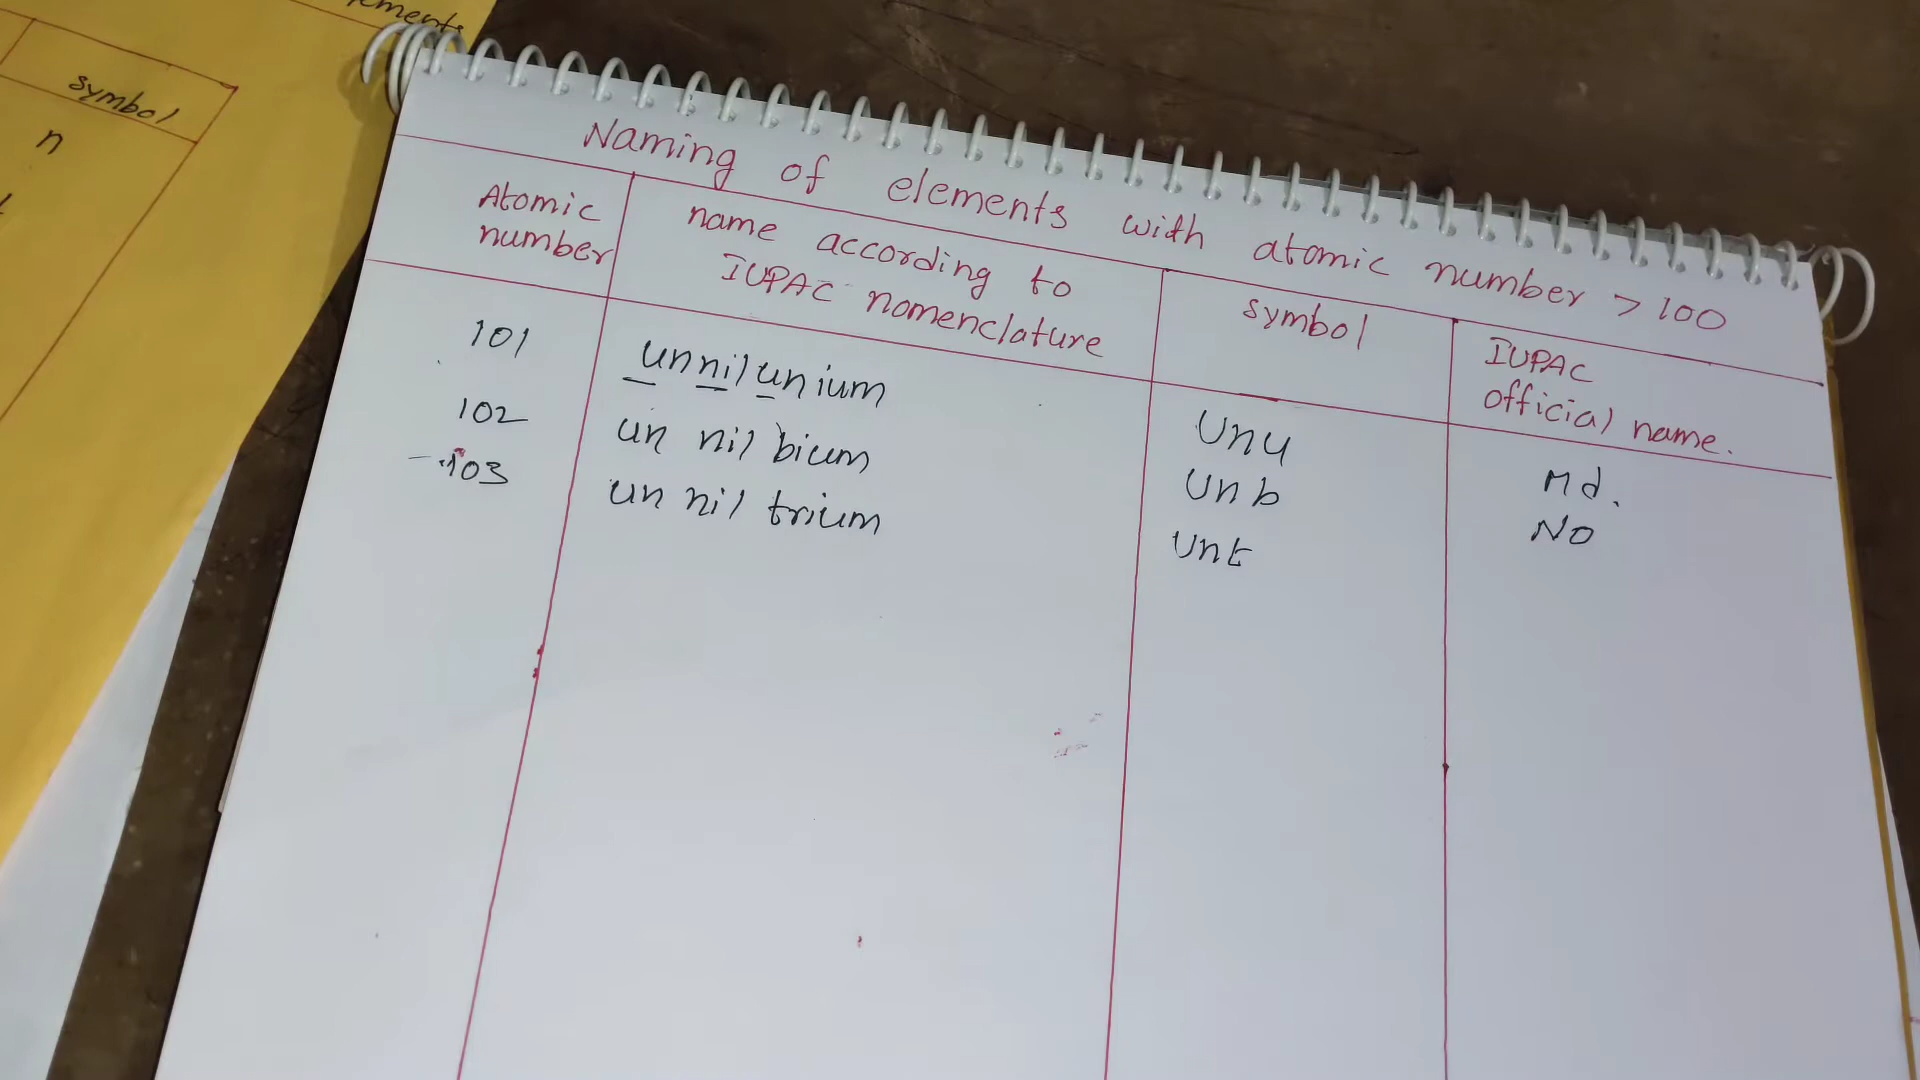 symbol
n
Naming of elements with atomic number > 100
Atomic number
name according to IUPAC nomenclature
symbol
IUPAC official name.
101 unnilunium Unu Md.
102 un nil bium Unb No
103 un nil trium Unt